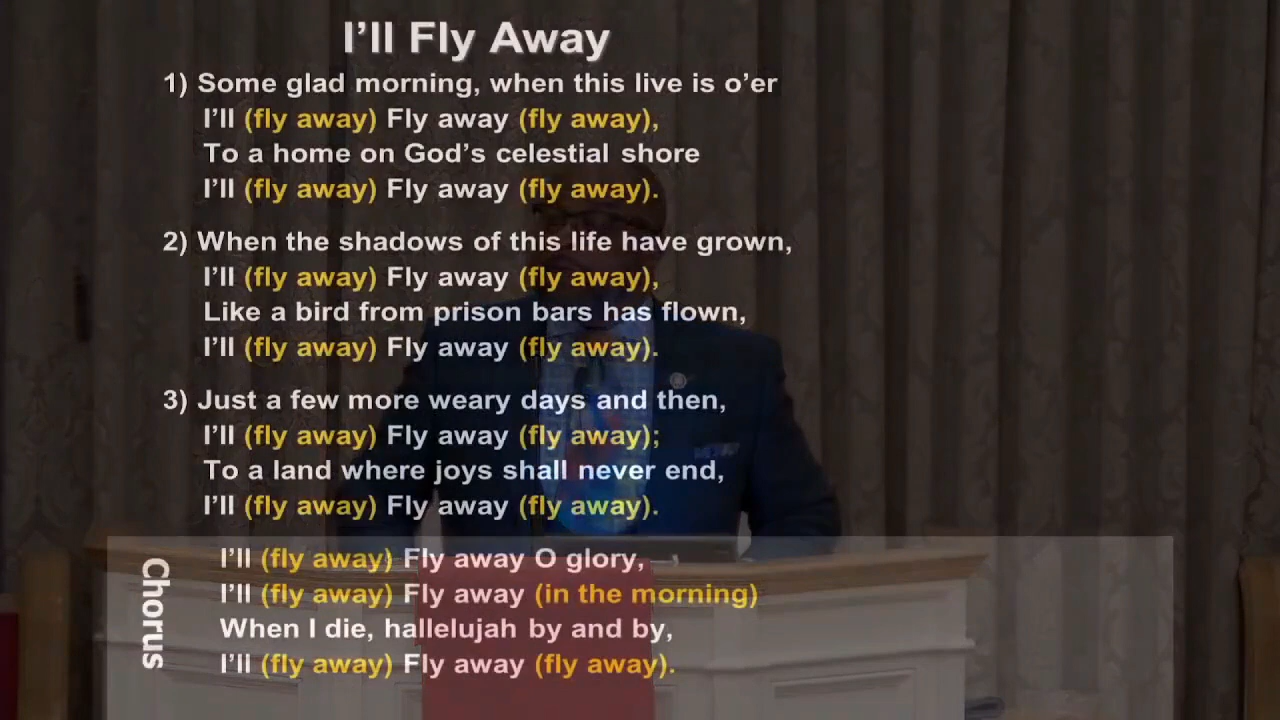 I'll Fly Away
1) Some glad morning, when this live is o'er
I'll (fly away) Fly away (fly away),
To a home on God's celestial shore
I'll (fly away) Fly away (fly away).
2) When the shadows of this life have grown,
I'll (fly away) Fly away (fly away),
Like a bird from prison bars has flown,
I'll (fly away) Fly away (fly away).
3) Just a few more weary days and then,
I'll (fly away) Fly away (fly away);
To a land where joys shall never end,
I'll (fly away) Fly away (fly away).
Chorus
I'll (fly away) Fly away O glory,
I'll (fly away) Fly away (in the morning)
When I die, hallelujah by and by,
I'll (fly away) Fly away (fly away).